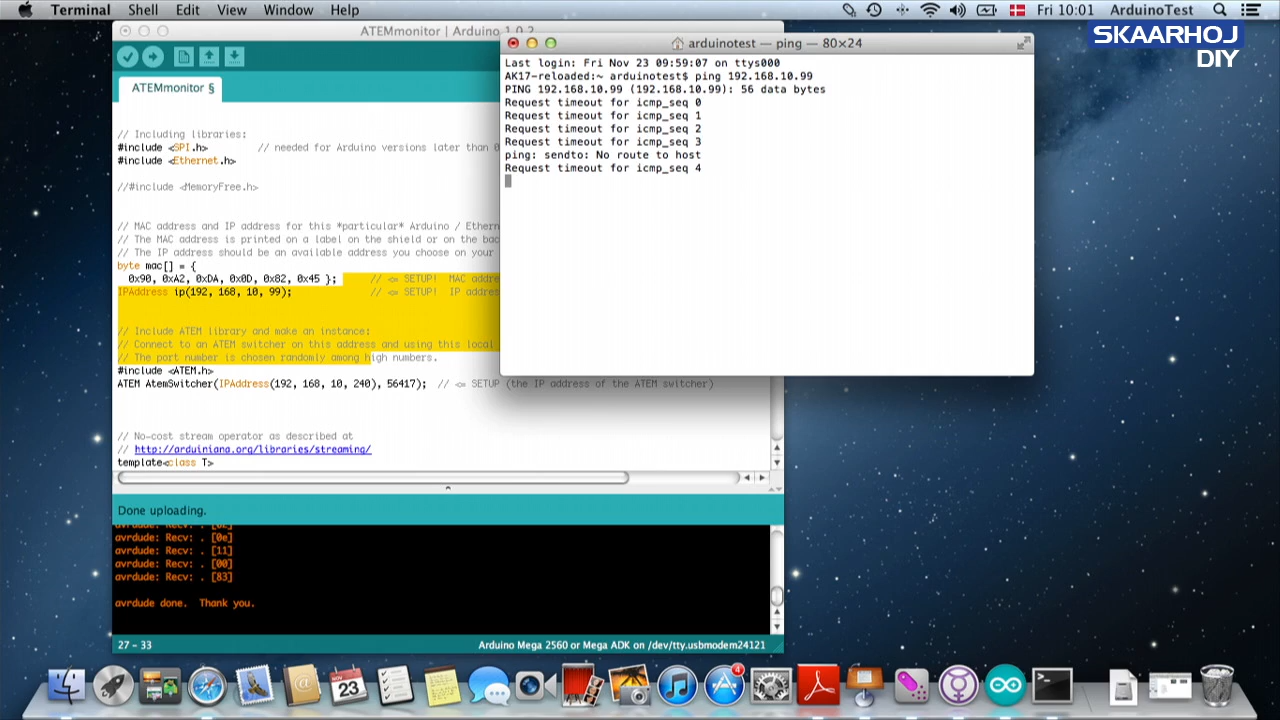 Terminal Shell Edit View Window Help Fri 10:01 ArduinoTest
SKAARHOJ
DIY
ATEMmonitor | Arduino 1.0.2
ATEMmonitor §
// Including libraries:
#include <SPI.h> // needed for Arduino versions later than 0
#include <Ethernet.h>
//#include <MemoryFree.h>
// MAC address and IP address for this *particular* Arduino / Ethern
// The MAC address is printed on a label on the shield or on the bac
// The IP address should be an available address you choose on your
byte mac[] = {
0x90, 0xA2, 0xDA, 0x0D, 0x82, 0x45 }; // <= SETUP! MAC addre
IPAddress ip(192, 168, 10, 99); // <= SETUP! IP addres
// Include ATEM library and make an instance:
// Connect to an ATEM switcher on this address and using this local
// The port number is chosen randomly among high numbers.
#include <ATEM.h>
ATEM AtemSwitcher(IPAddress(192, 168, 10, 240), 56417); // <= SETUP (the IP address of the ATEM switcher)
// No-cost stream operator as described at
// http://arduiniana.org/libraries/streaming/
template<class T>
Done uploading.
avrdude: Recv: . [0e]
avrdude: Recv: . [11]
avrdude: Recv: . [00]
avrdude: Recv: . [83]
avrdude done. Thank you.
27 – 33 Arduino Mega 2560 or Mega ADK on /dev/tty.usbmodem24121
arduinotest — ping — 80×24
Last login: Fri Nov 23 09:59:07 on ttys000
AK17-reloaded:~ arduinotest$ ping 192.168.10.99
PING 192.168.10.99 (192.168.10.99): 56 data bytes
Request timeout for icmp_seq 0
Request timeout for icmp_seq 1
Request timeout for icmp_seq 2
Request timeout for icmp_seq 3
ping: sendto: No route to host
Request timeout for icmp_seq 4
23
4